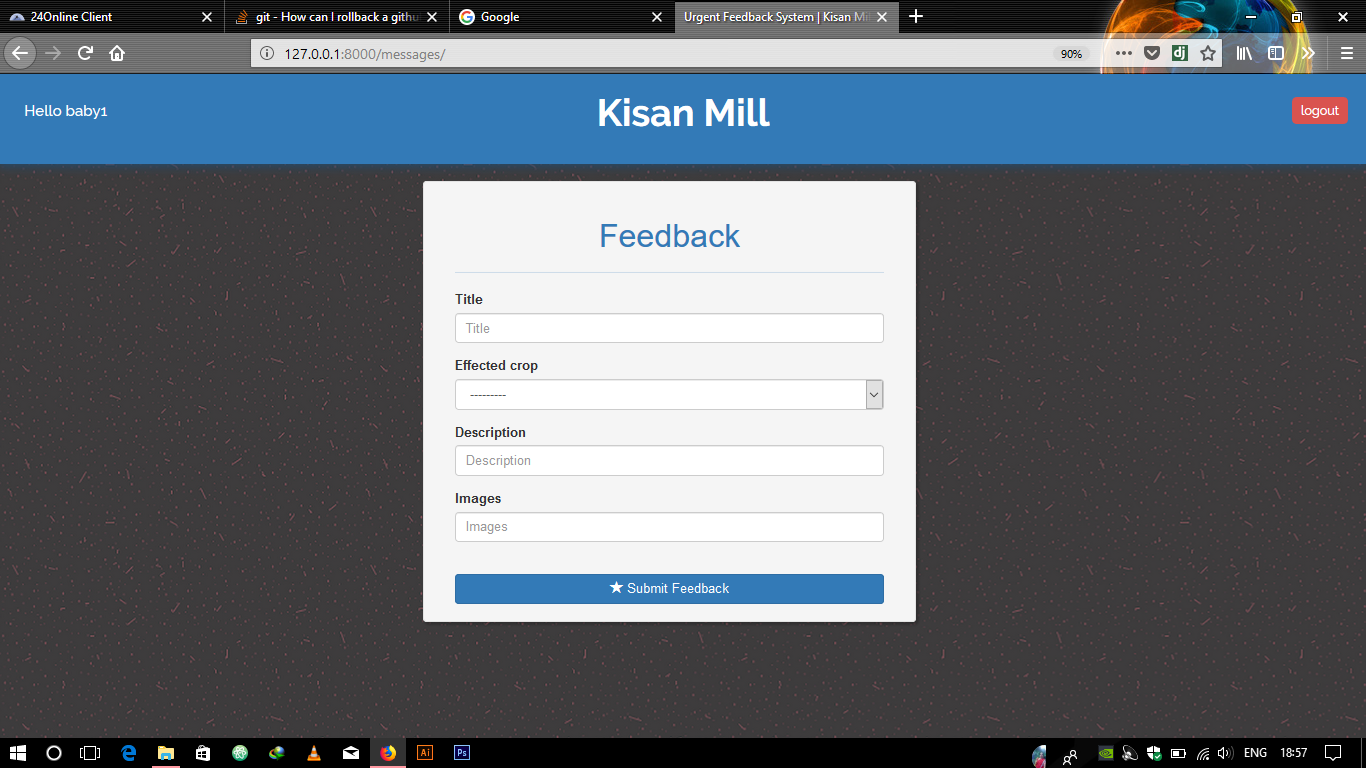 24Online Client
git - How can I rollback a githu
Google
Urgent Feedback System | Kisan Mil
127.0.0.1:8000/messages/
90%
dj
Hello baby1
Kisan Mill
logout
Feedback
Title
Title
Effected crop
---------
Description
Description
Images
Images
Submit Feedback
Ai
Ps
ENG
18:57